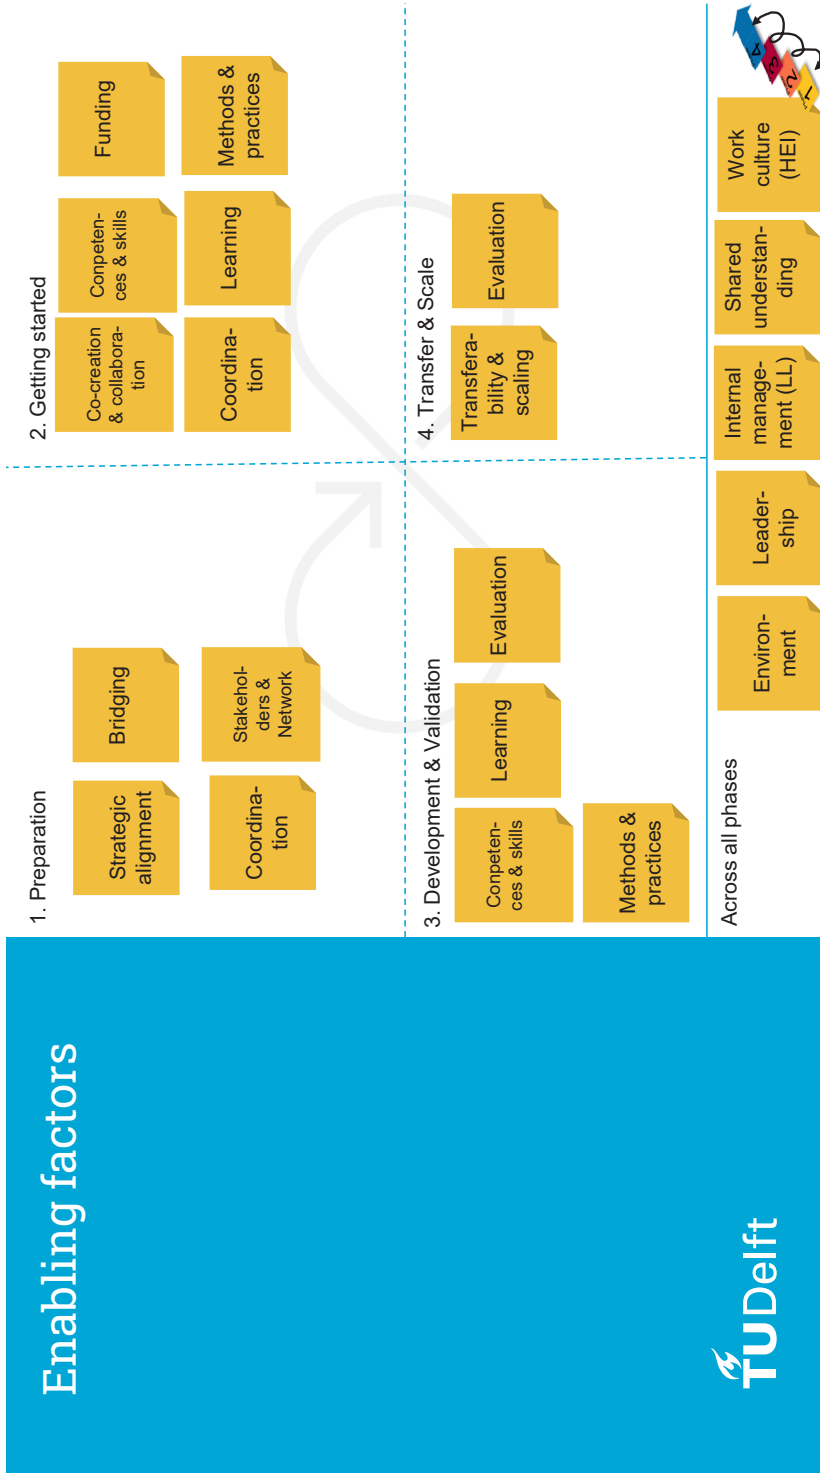 Enabling factors
TUDelft
1. Preparation
Strategic
alignment
Bridging
Coordina-
tion
Stakehol-
ders &
Network
2. Getting started
Co-creation
& collabora-
tion
Conpeten-
ces & skills
Funding
Coordina-
tion
Learning
Methods &
practices
3. Development & Validation
Conpeten-
ces & skills
Learning
Evaluation
Methods &
practices
4. Transfer & Scale
Transfera-
bility &
scaling
Evaluation
Across all phases
Environ-
ment
Leader-
ship
Internal
manage-
ment (LL)
Shared
understan-
ding
Work
culture
(HEI)
1
2
3
4